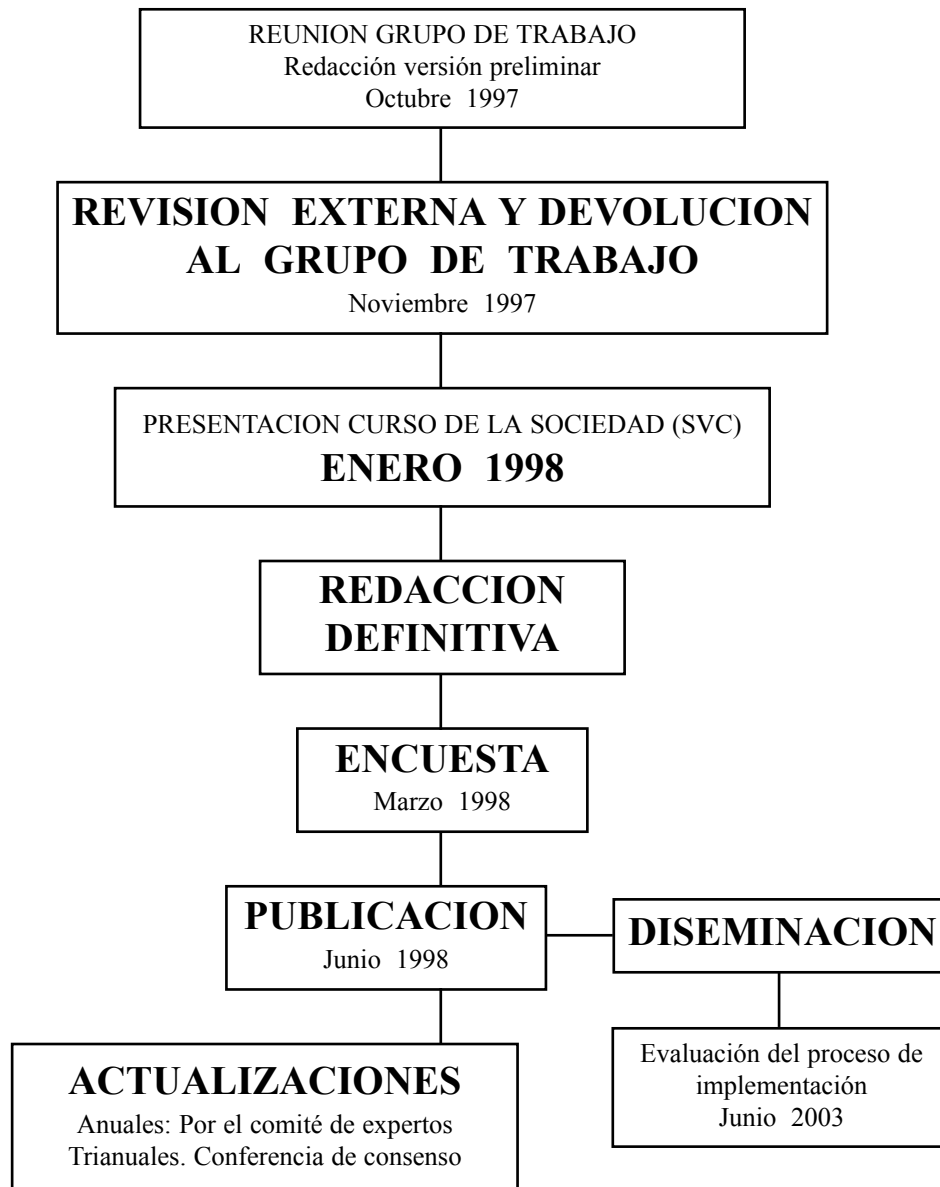 REUNION GRUPO DE TRABAJO
Redacción versión preliminar
Octubre 1997
REVISION EXTERNA Y DEVOLUCION
AL GRUPO DE TRABAJO
Noviembre 1997
PRESENTACION CURSO DE LA SOCIEDAD (SVC)
ENERO 1998
REDACCION
DEFINITIVA
ENCUESTA
Marzo 1998
PUBLICACION
Junio 1998
DISEMINACION
ACTUALIZACIONES
Anuales: Por el comité de expertos
Trianuales. Conferencia de consenso
Evaluación del proceso de
implementación
Junio 2003